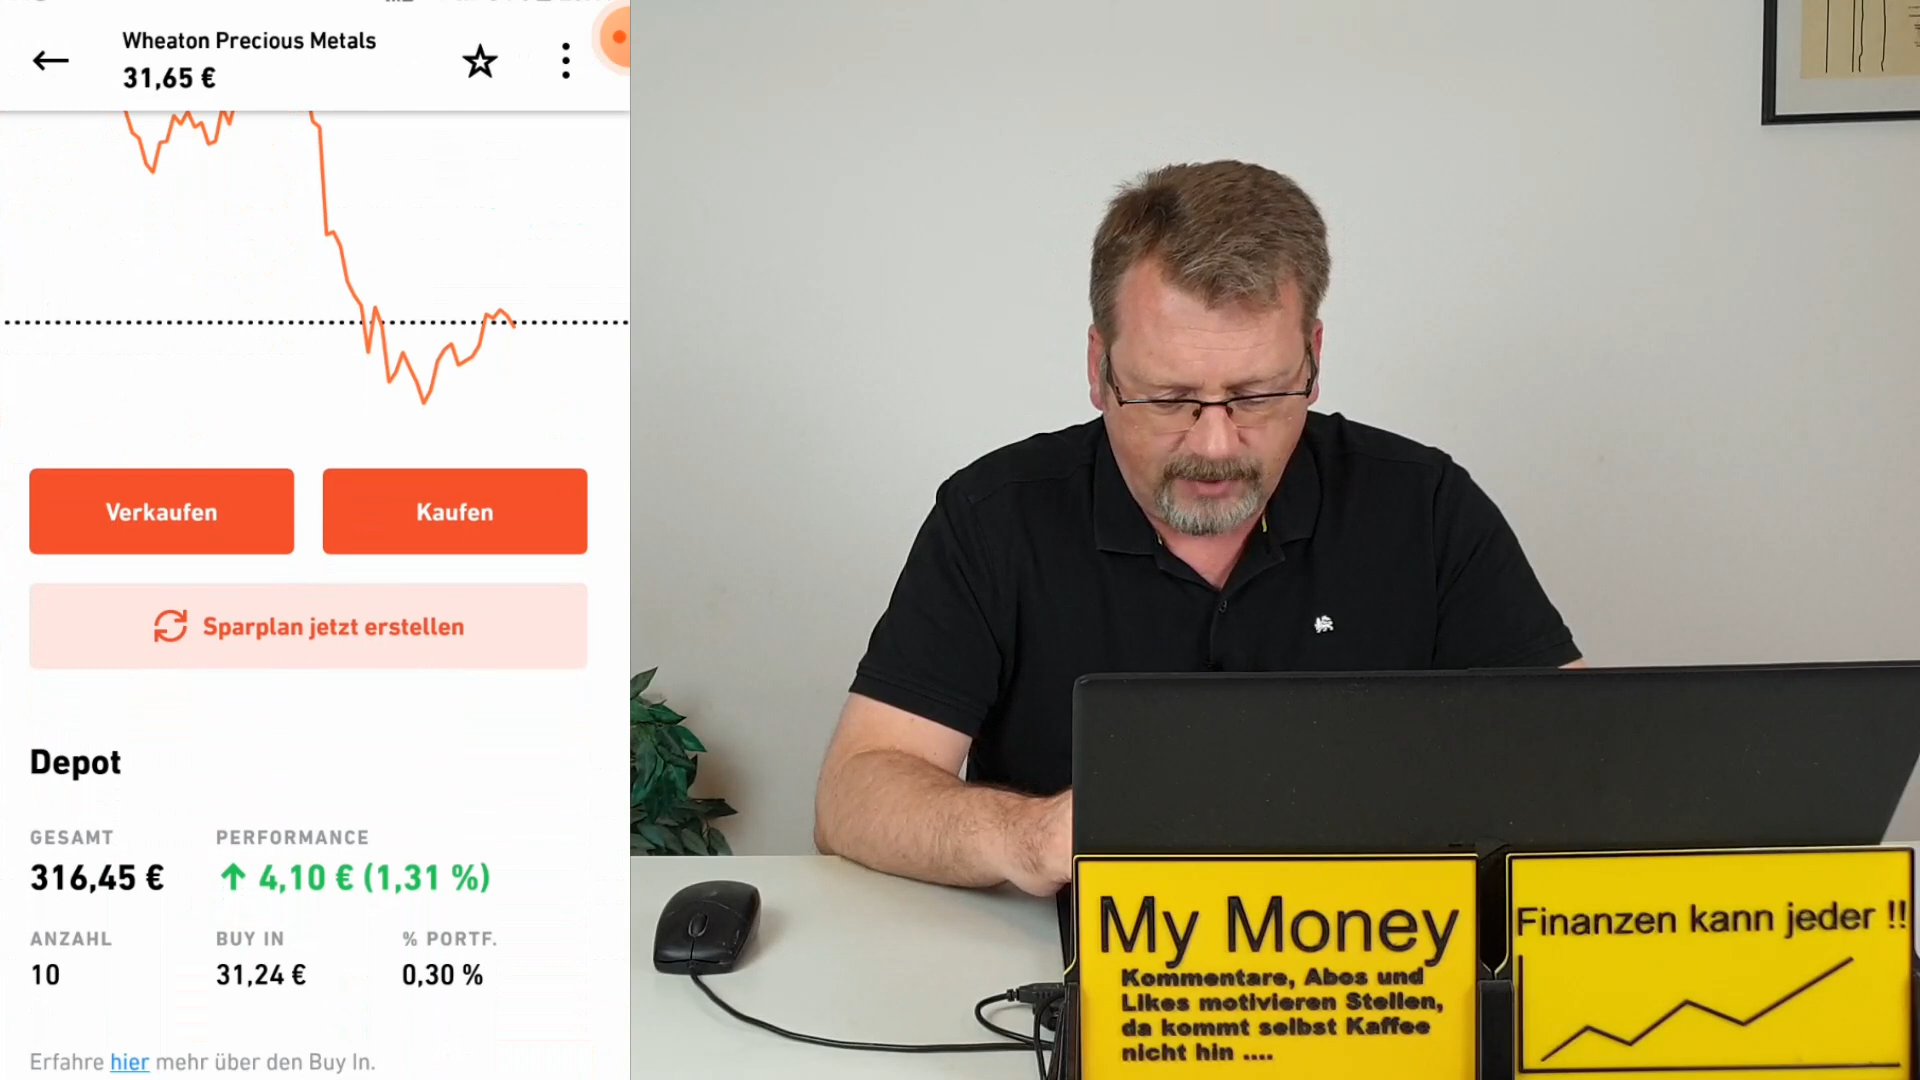 Wheaton Precious Metals
31,65 €
Verkaufen
Kaufen
Sparplan jetzt erstellen
Depot
GESAMT
PERFORMANCE
316,45 €
↑ 4,10 € (1,31 %)
ANZAHL
BUY IN
% PORTF.
10
31,24 €
0,30 %
Erfahre hier mehr über den Buy In.
My Money
Kommentare, Abos und
Likes motivieren Stellen,
da kommt selbst Kaffee
nicht hin ....
Finanzen kann jeder !!